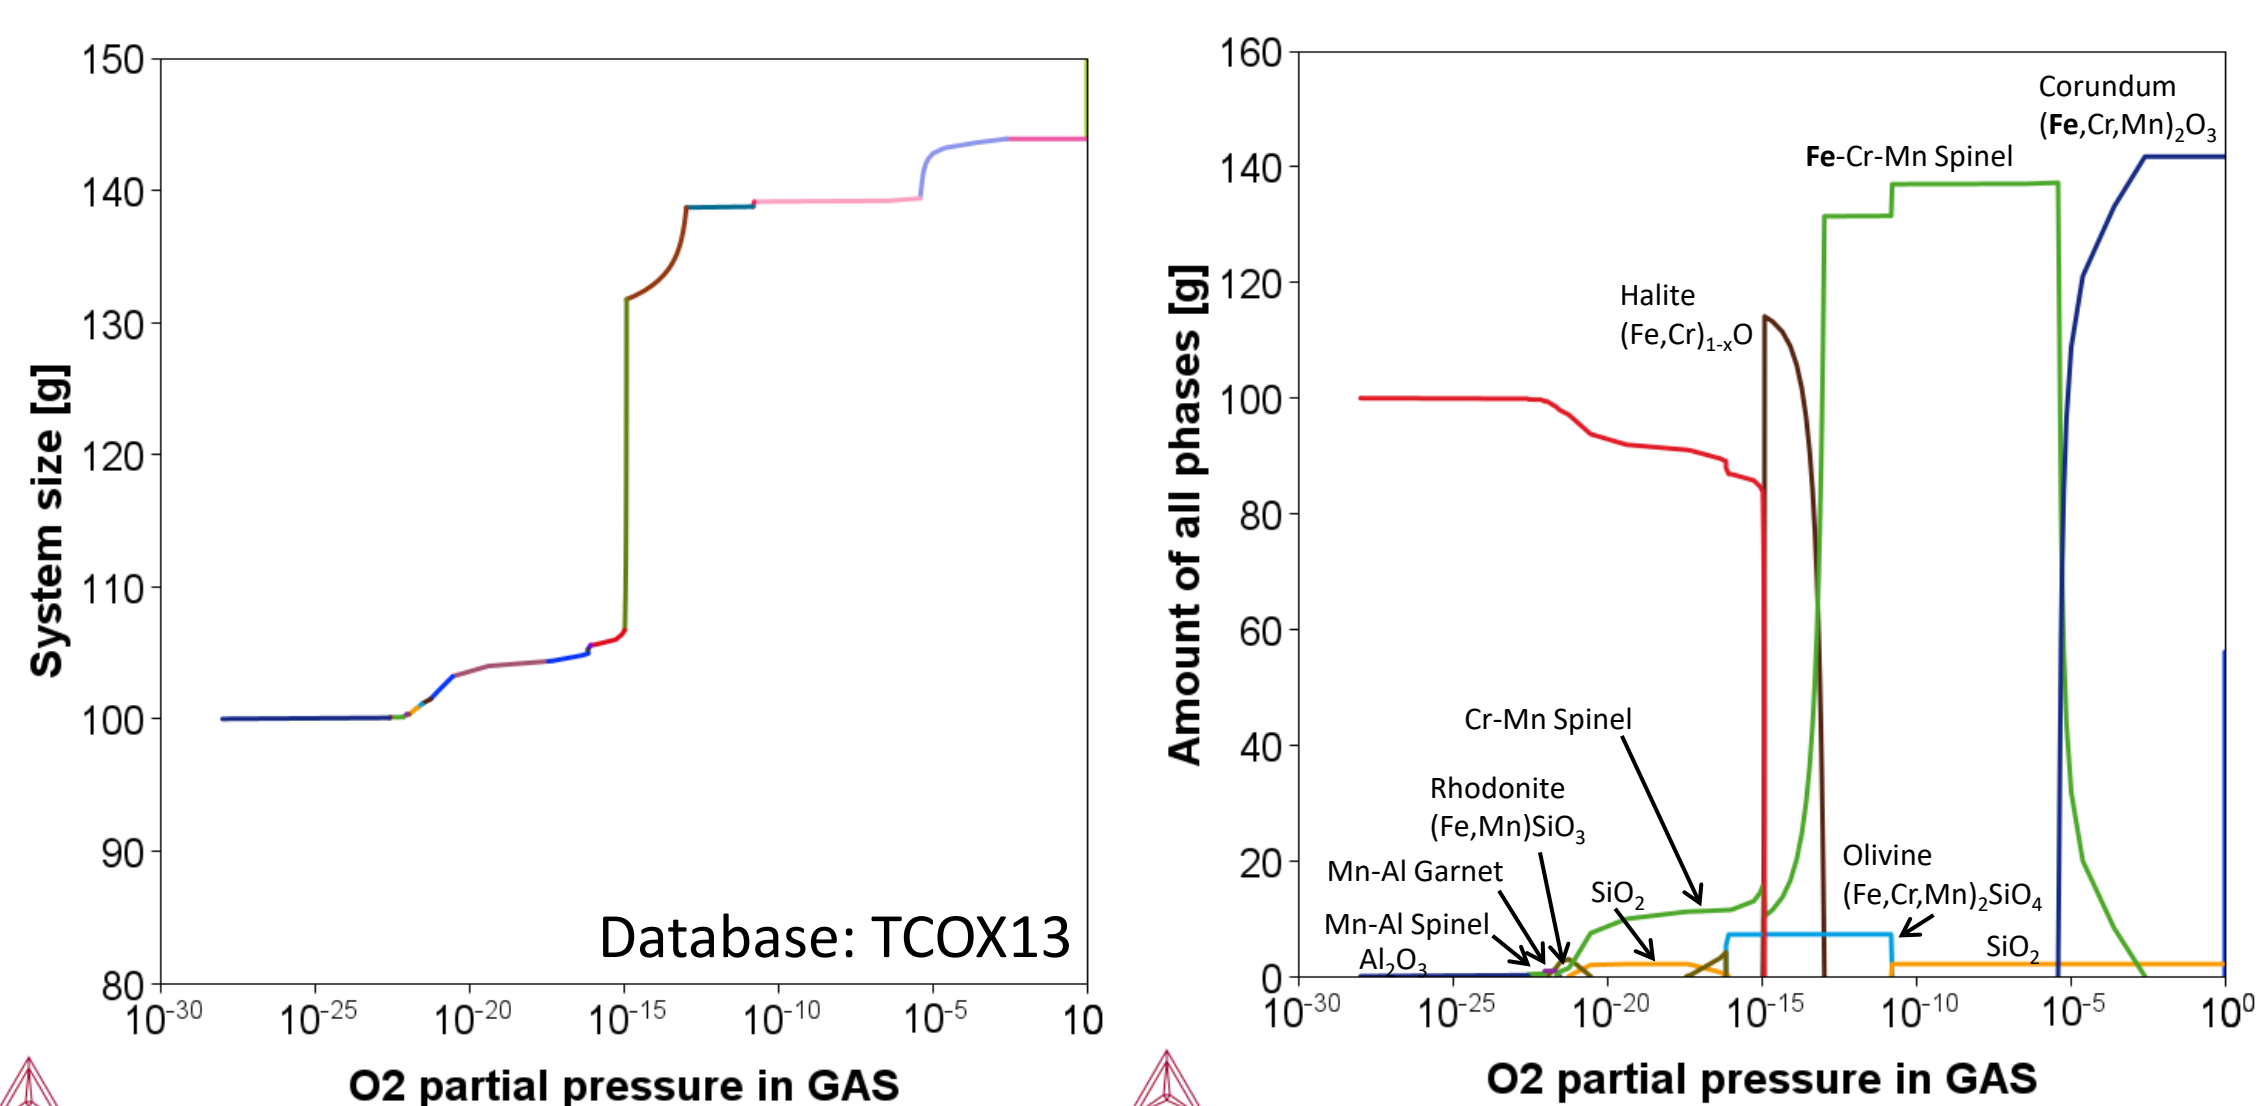 150
140
130
120
110
100
90
80
System size [g]
Database: TCOX13
10-30
10-25
10-20
10-15
10-10
10-5
10
O2 partial pressure in GAS
160
140
120
100
80
60
40
20
0
Amount of all phases [g]
Corundum
(Fe,Cr,Mn)2O3
Fe-Cr-Mn Spinel
Halite
(Fe,Cr)1-xO
Cr-Mn Spinel
Rhodonite
(Fe,Mn)SiO3
Mn-Al Garnet
SiO2
Mn-Al Spinel
Al2O3
Olivine
(Fe,Cr,Mn)2SiO4
SiO2
10-30
10-25
10-20
10-15
10-10
10-5
100
O2 partial pressure in GAS